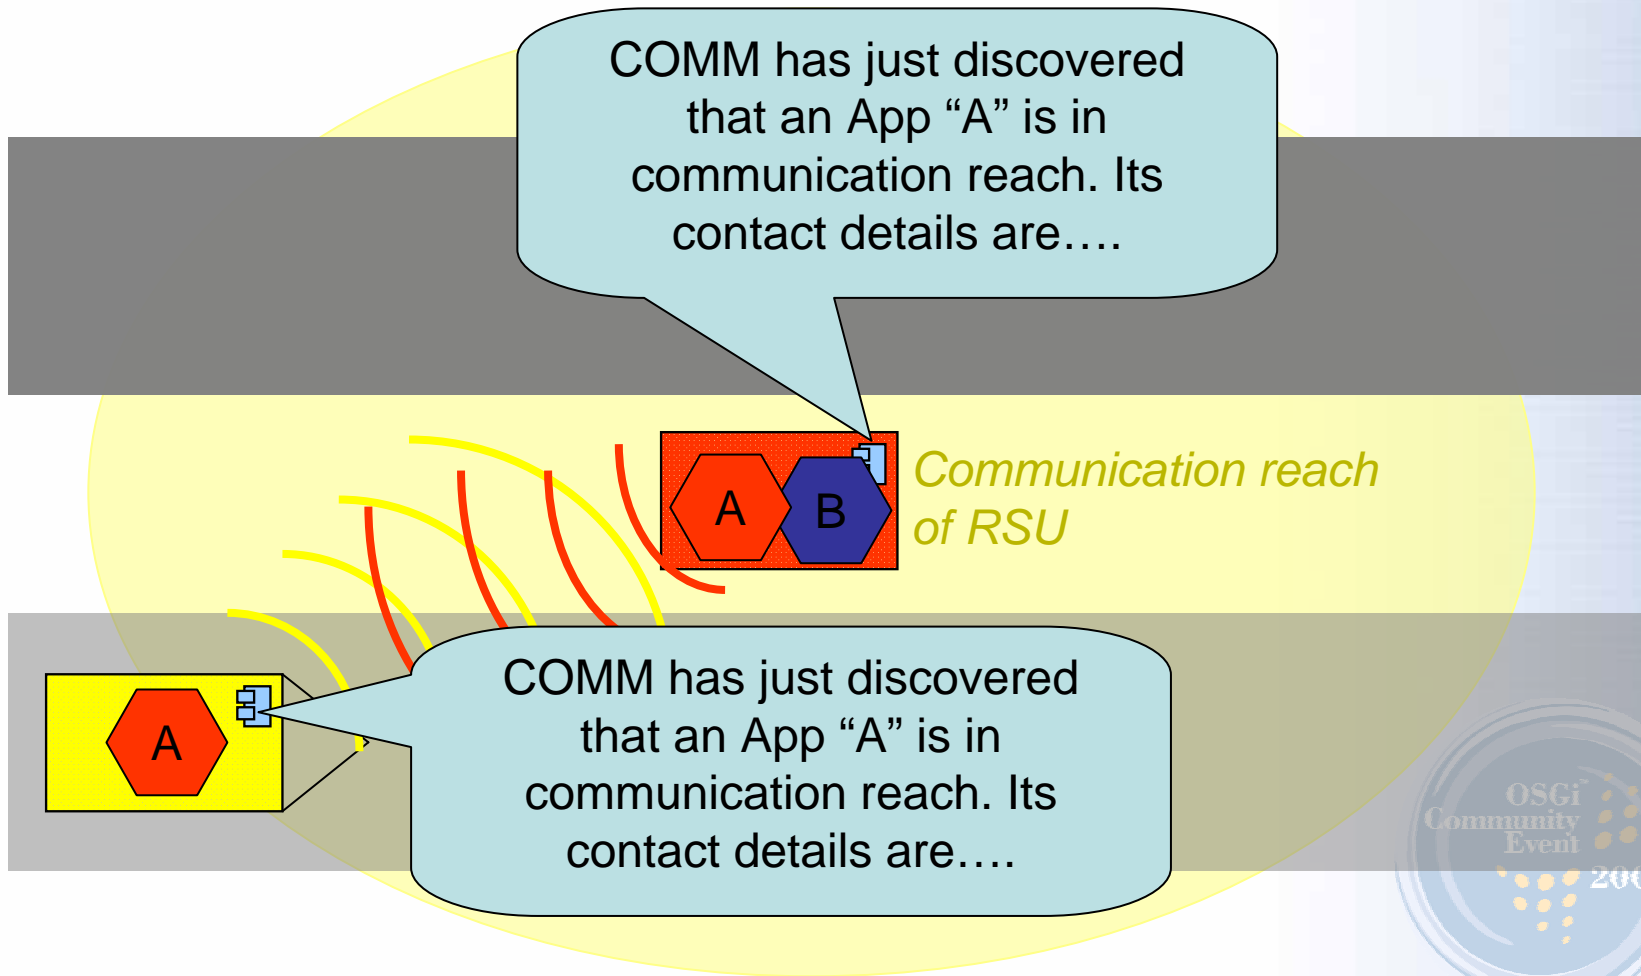 COMM has just discovered
that an App “A” is in
communication reach. Its
contact details are….
A
B
Communication reach
of RSU
A
COMM has just discovered
that an App “A” is in
communication reach. Its
contact details are….
OSGi
Community
Event